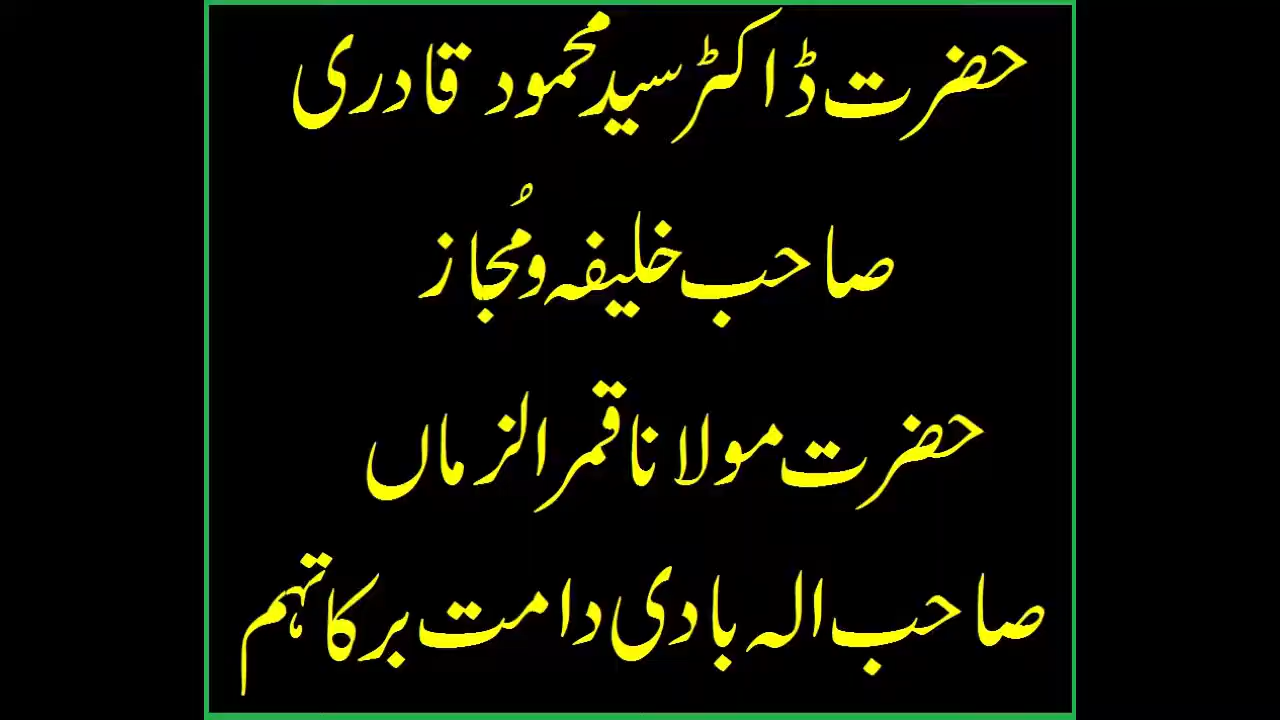 حضرت ڈاکٹر سید محمود قادری
صاحب خلیفہ و مُجاز
حضرت مولانا قمر الزماں
صاحب الہ بادی دامت برکاتہم